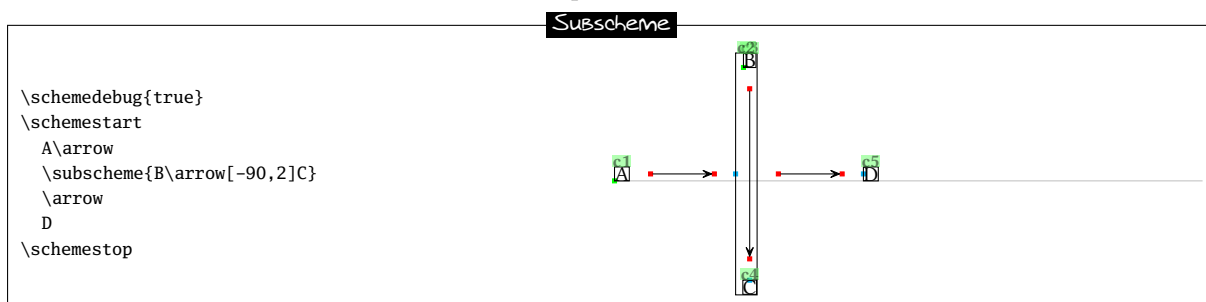 Subscheme
\schemedebug{true}
\schemestart
A\arrow
\subscheme{B\arrow[-90,2]C}
\arrow
D
\schemestop
c2
B
c1
A
c5
D
c4
C